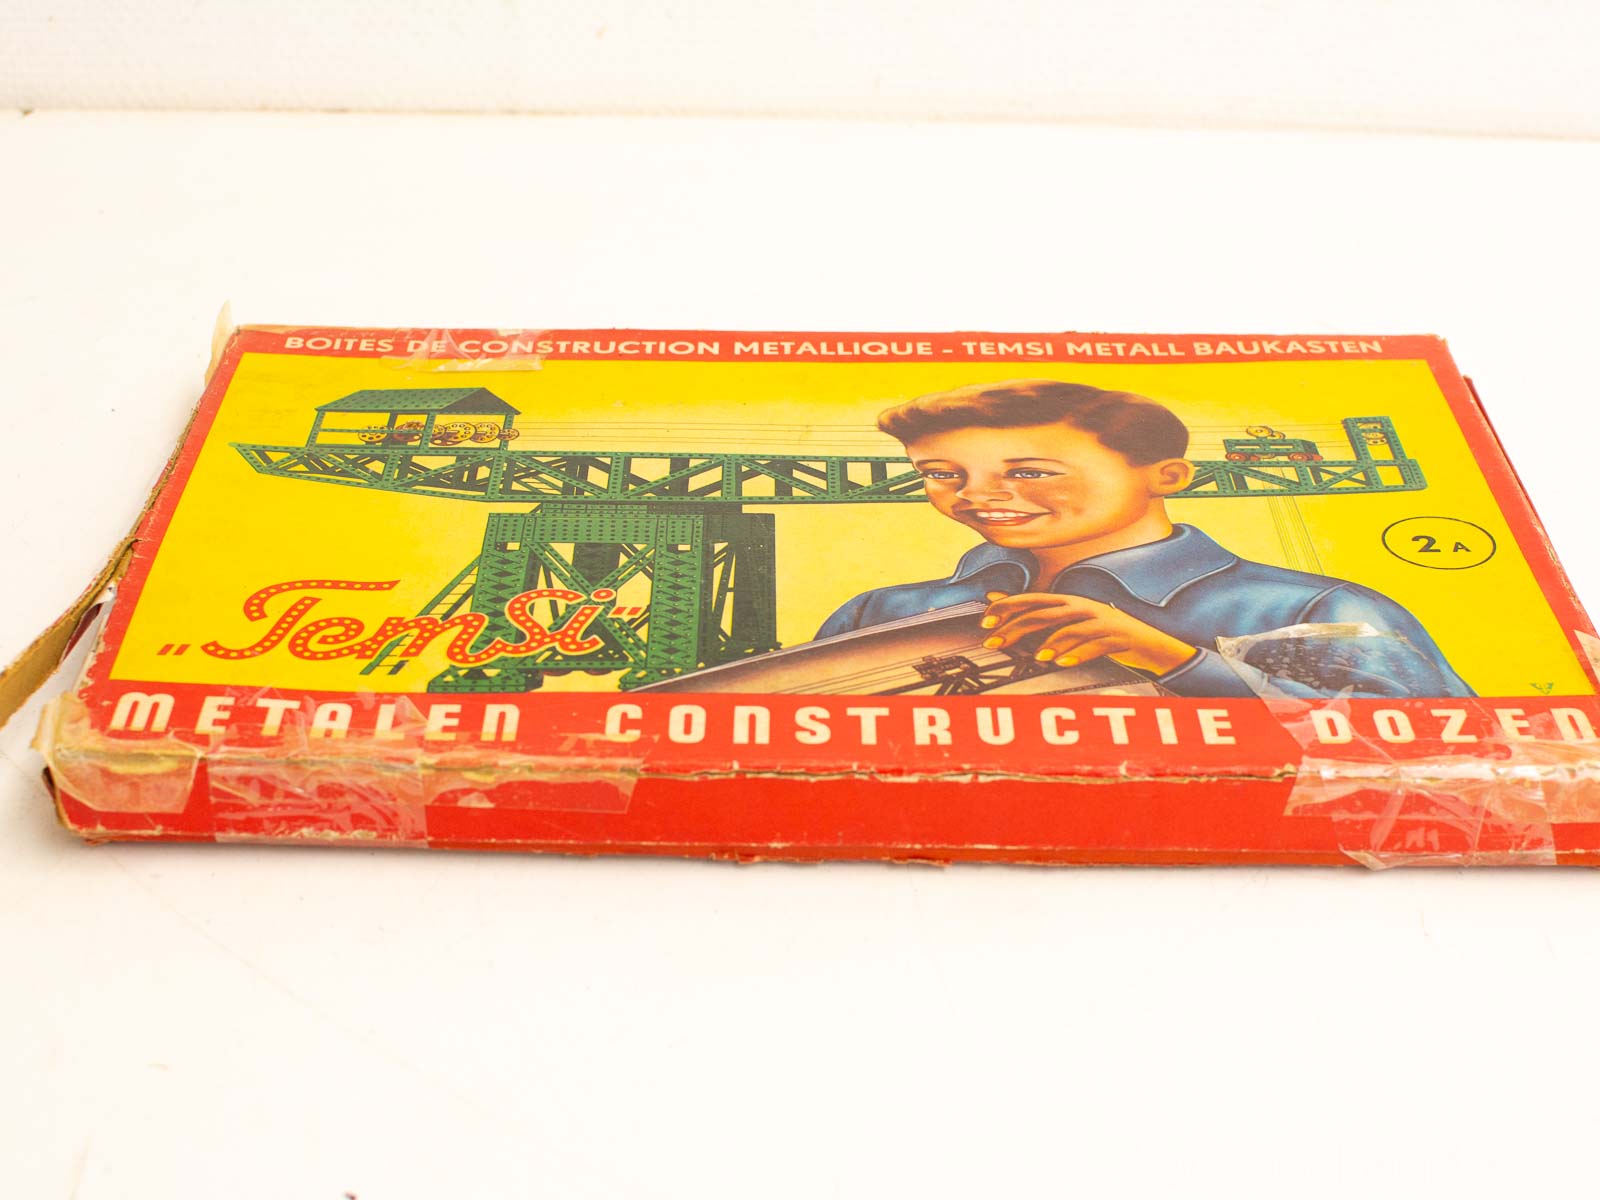 BOITES DE CONSTRUCTION METALLIQUE - TEMSI METALL BAUKASTEN
2 A
„TemSi"
METALEN CONSTRUCTIE DOZEN